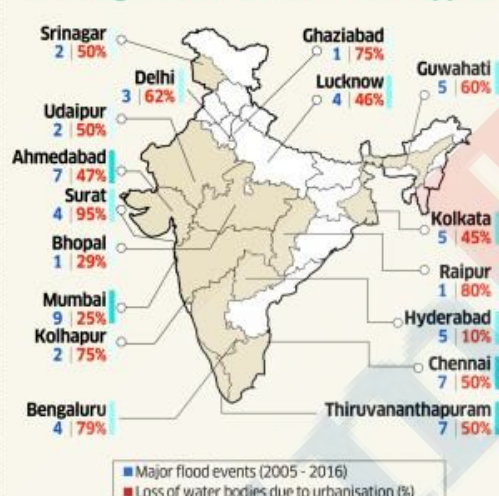 Srinagar
2 | 50%
Delhi
3 | 62%
Udaipur
2 | 50%
Ahmedabad
7 | 47%
Surat
4 | 95%
Bhopal
1 | 29%
Mumbai
9 | 25%
Kolhapur
2 | 75%
Bengaluru
4 | 79%
Ghaziabad
1 | 75%
Lucknow
4 | 46%
Guwahati
5 | 60%
Kolkata
5 | 45%
Raipur
1 | 80%
Hyderabad
5 | 10%
Chennai
7 | 50%
Thiruvananthapuram
7 | 50%
Major flood events (2005 - 2016)
Loss of water bodies due to urbanisation (%)